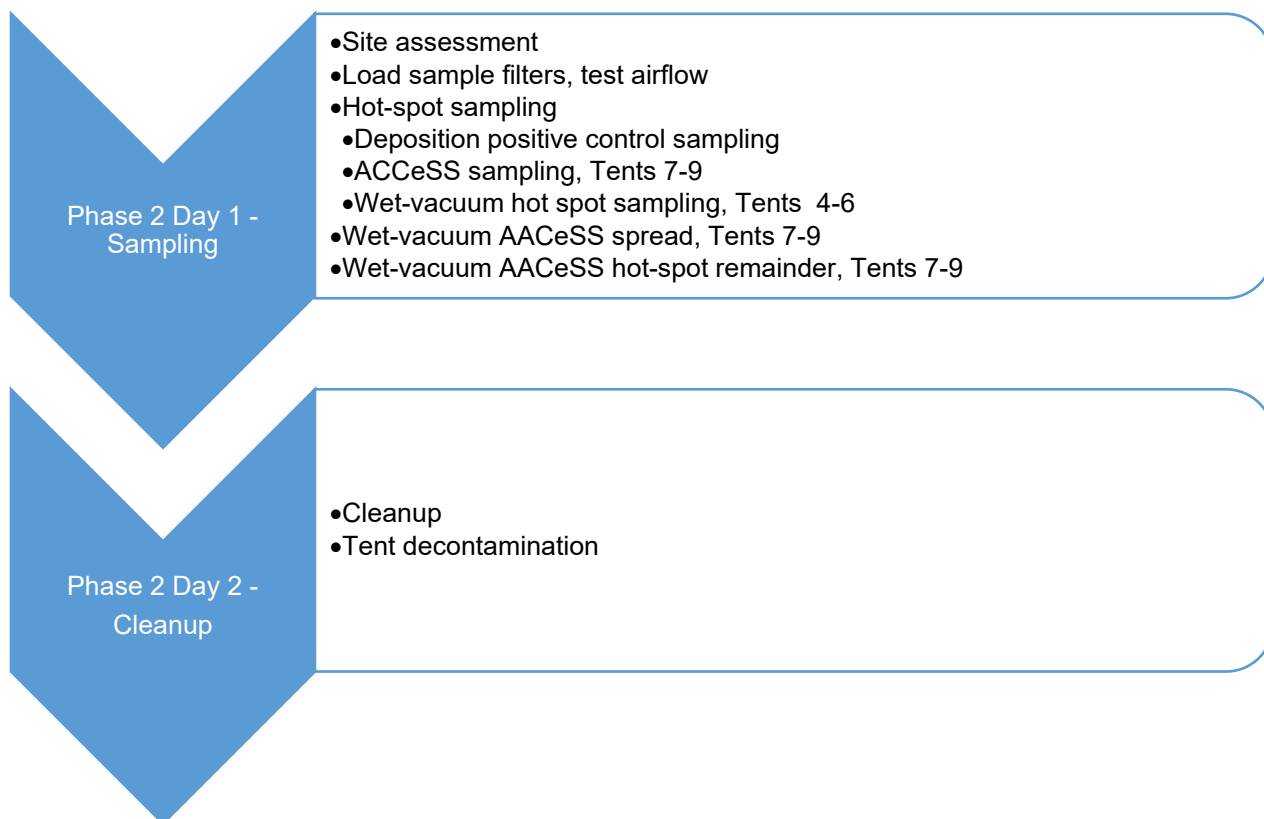 Phase 2 Day 1 -
Sampling
•Site assessment
•Load sample filters, test airflow
•Hot-spot sampling
•Deposition positive control sampling
•ACCeSS sampling, Tents 7-9
•Wet-vacuum hot spot sampling, Tents 4-6
•Wet-vacuum AACeSS spread, Tents 7-9
•Wet-vacuum AACeSS hot-spot remainder, Tents 7-9
Phase 2 Day 2 -
Cleanup
•Cleanup
•Tent decontamination